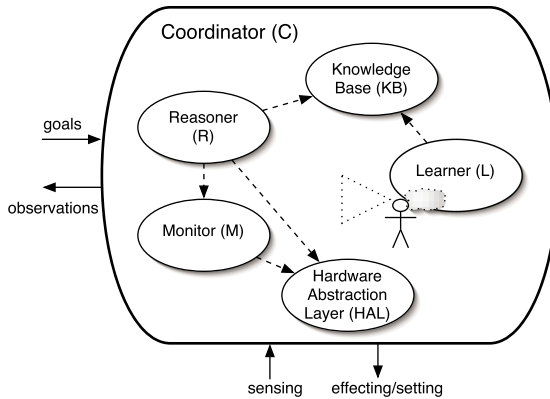 Coordinator (C)
Knowledge
Base (KB)
Reasoner
(R)
goals
Learner (L)
observations
Monitor (M)
Hardware
Abstraction
Layer (HAL)
sensing
effecting/setting